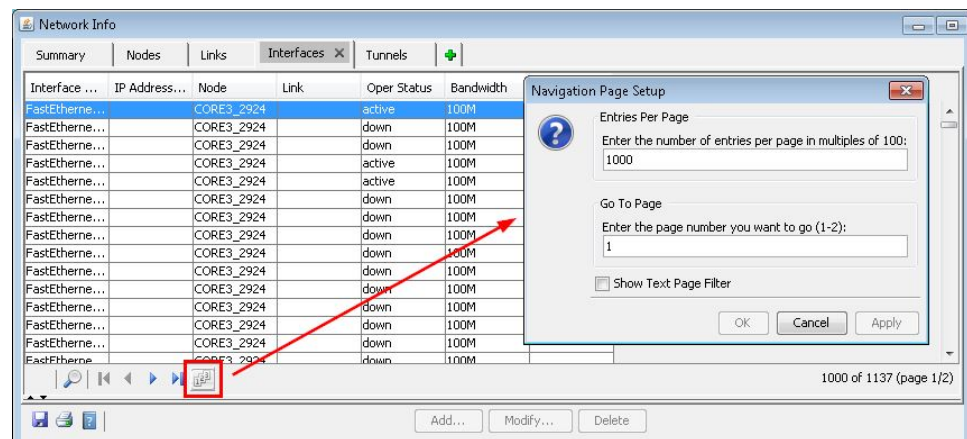 Network Info
Summary Nodes Links Interfaces X Tunnels
Interface ... IP Address... Node Link Oper Status Bandwidth
FastEtherne... CORE3_2924 active 100M
FastEtherne... CORE3_2924 down 100M
FastEtherne... CORE3_2924 down 100M
FastEtherne... CORE3_2924 active 100M
FastEtherne... CORE3_2924 active 100M
FastEtherne... CORE3_2924 down 100M
FastEtherne... CORE3_2924 down 100M
FastEtherne... CORE3_2924 down 100M
FastEtherne... CORE3_2924 down 100M
FastEtherne... CORE3_2924 down 100M
FastEtherne... CORE3_2924 down 100M
FastEtherne... CORE3_2924 down 100M
FastEtherne... CORE3_2924 down 100M
FastEtherne... CORE3_2924 down 100M
FastEtherne... CORE3_2924 down 100M
Navigation Page Setup
Entries Per Page
Enter the number of entries per page in multiples of 100:
1000
Go To Page
Enter the page number you want to go (1-2):
1
Show Text Page Filter
OK Cancel Apply
1000 of 1137 (page 1/2)
Add... Modify... Delete